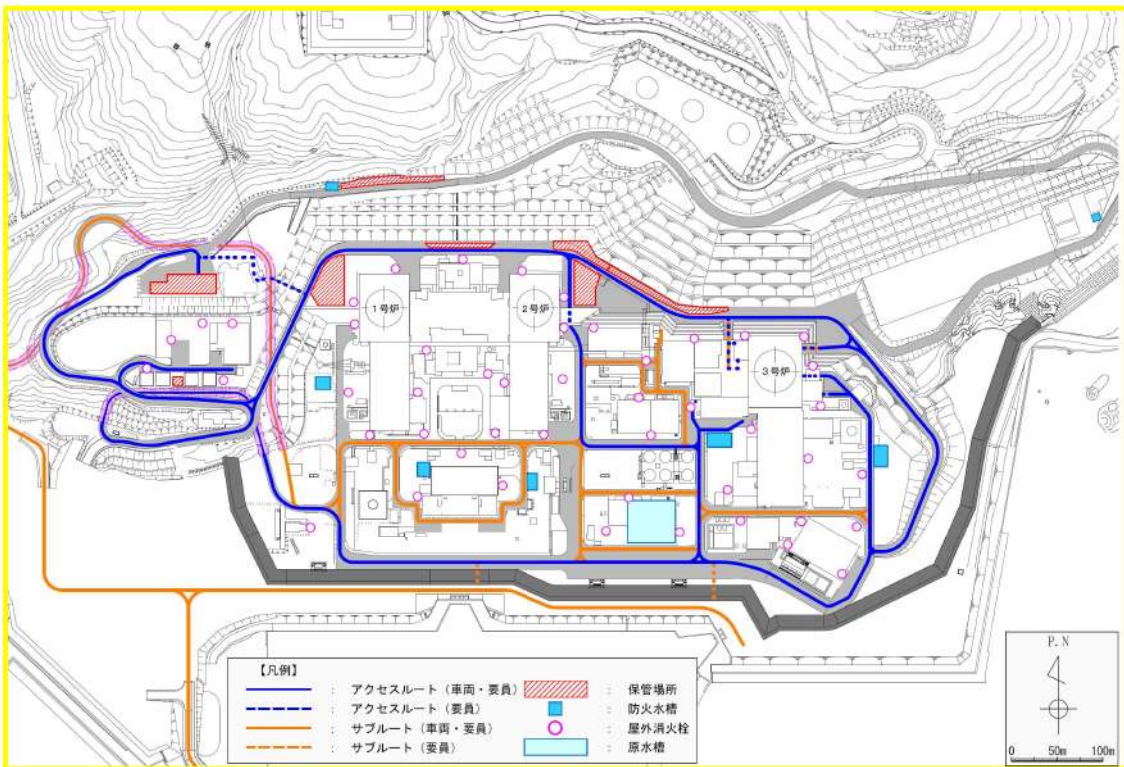 1号炉
2号炉
3号炉
【凡例】
: アクセスルート（車両・要員）
: アクセスルート（要員）
: サブルート（車両・要員）
: サブルート（要員）
: 保管場所
: 防火水槽
: 屋外消火栓
: 原水槽
P.N
0 50m 100m